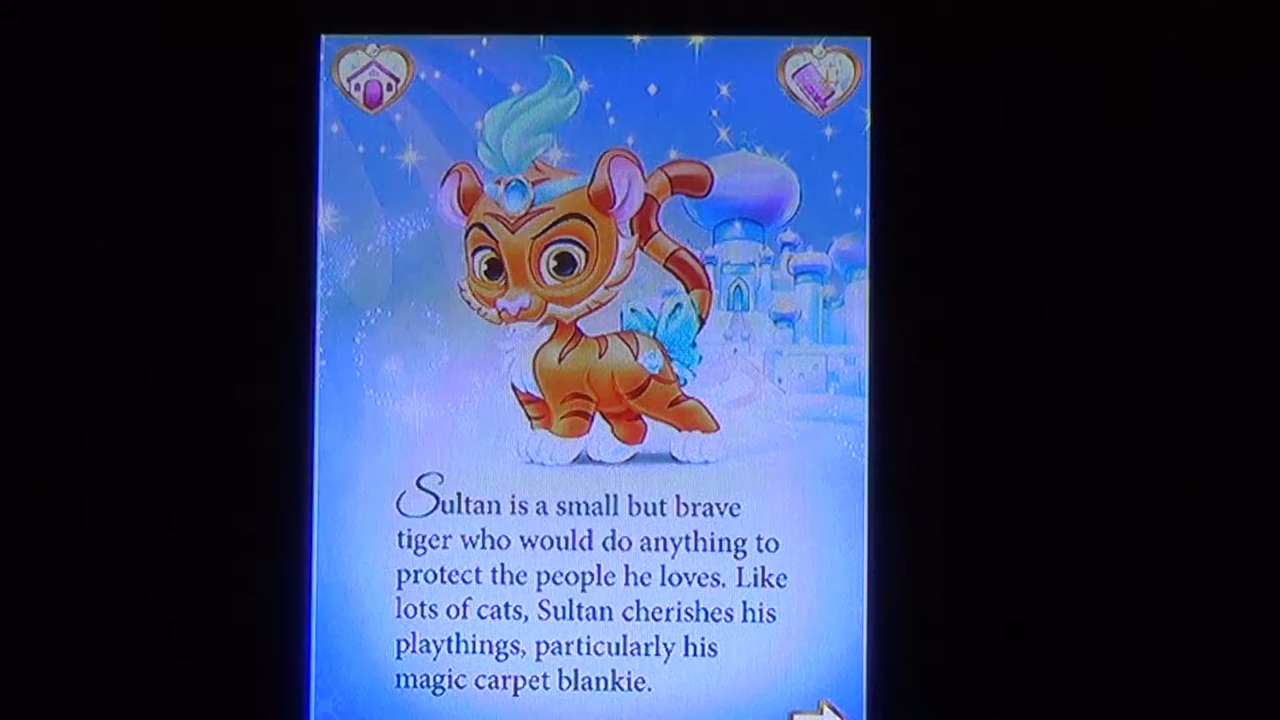 Sultan is a small but brave
tiger who would do anything to
protect the people he loves. Like
lots of cats, Sultan cherishes his
playthings, particularly his
magic carpet blankie.